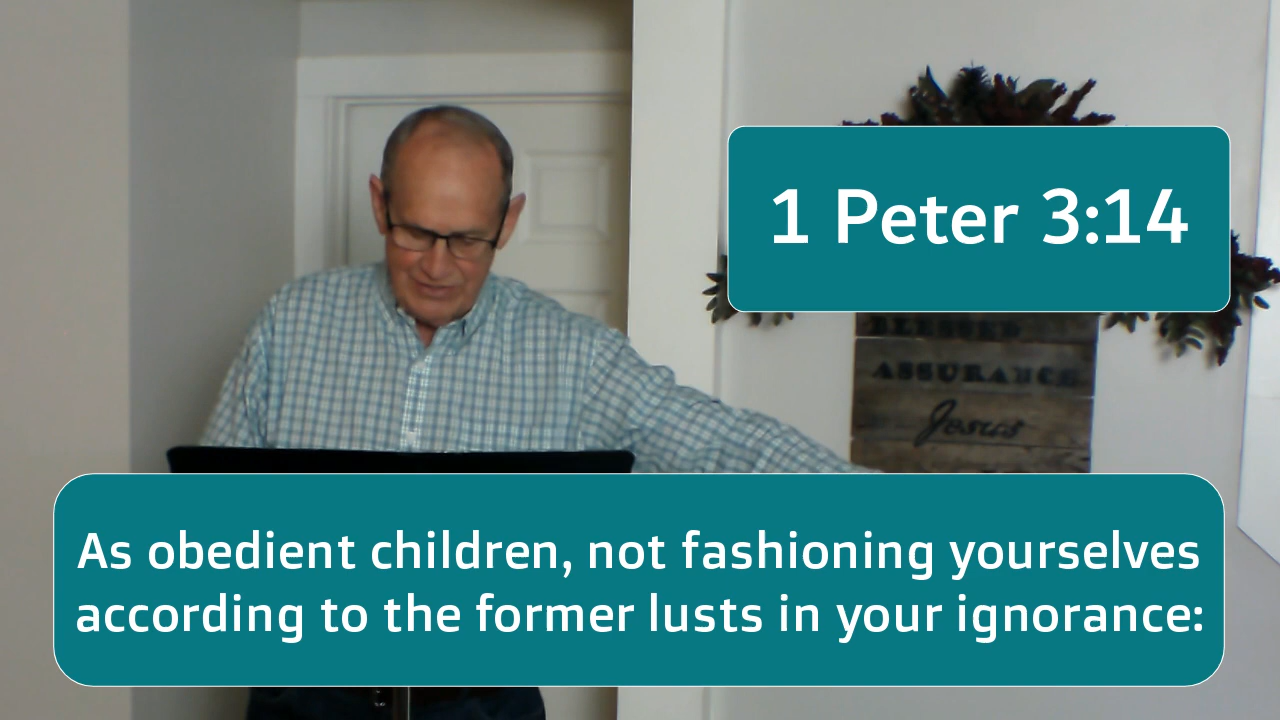 1 Peter 3:14
BLESSED
ASSURANCE
Jesus
As obedient children, not fashioning yourselves
according to the former lusts in your ignorance: